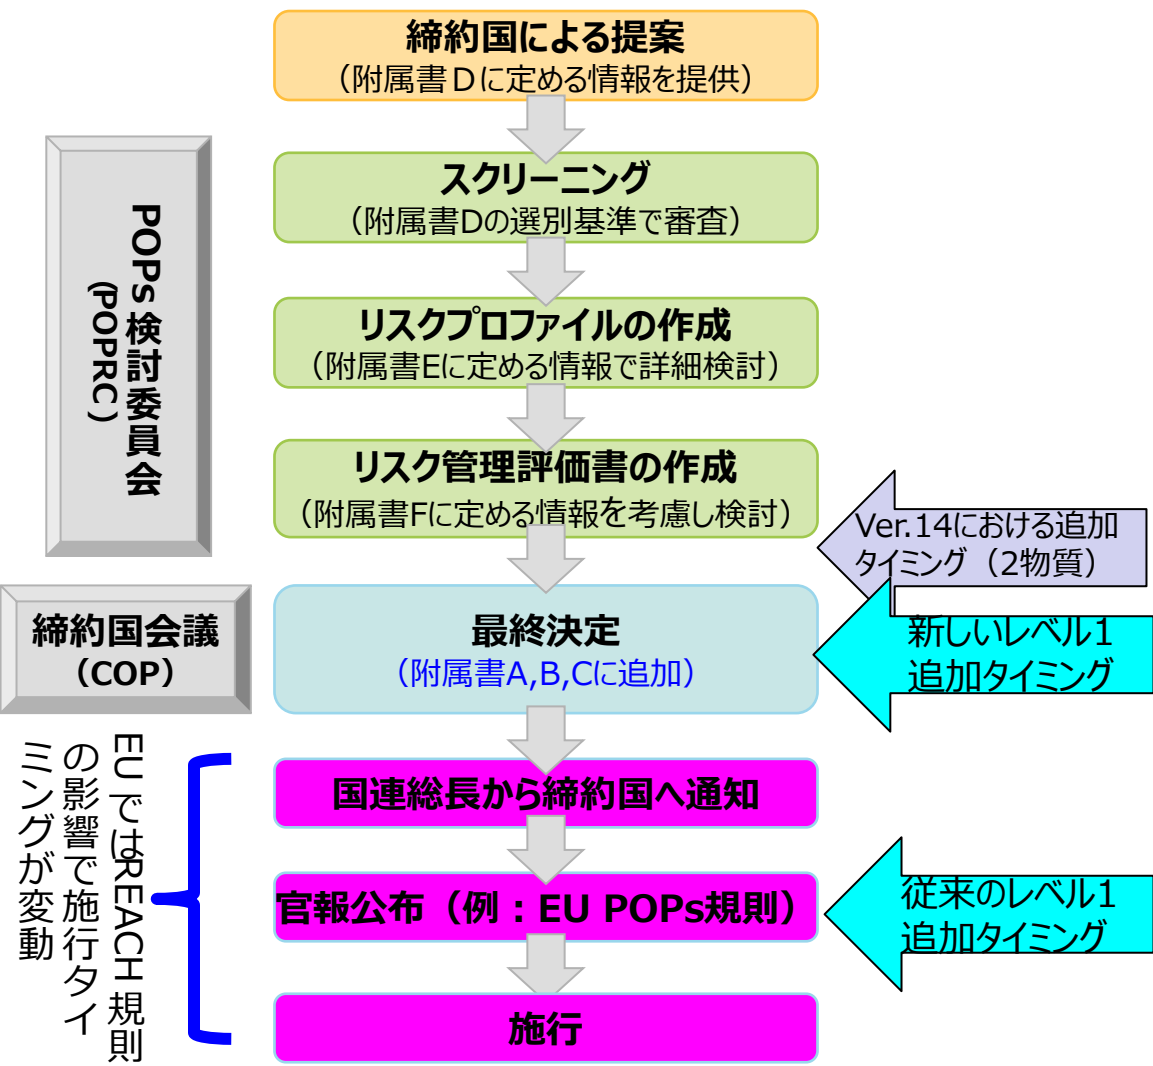 締約国による提案
（附属書Ｄに定める情報を提供）
スクリーニング
（附属書Dの選別基準で審査）
リスクプロファイルの作成
（附属書Eに定める情報で詳細検討）
リスク管理評価書の作成
（附属書Fに定める情報を考慮し検討）
POPs検討委員会
(POPRC）
Ver.14における追加
タイミング（2物質）
締約国会議
（COP）
最終決定
（附属書A,B,Cに追加）
新しいレベル1
追加タイミング
国連総長から締約国へ通知
官報公布（例：EU POPs規則）
施行
従来のレベル1
追加タイミング
EUではREACH規則
の影響で施行タイ
ミングが変動